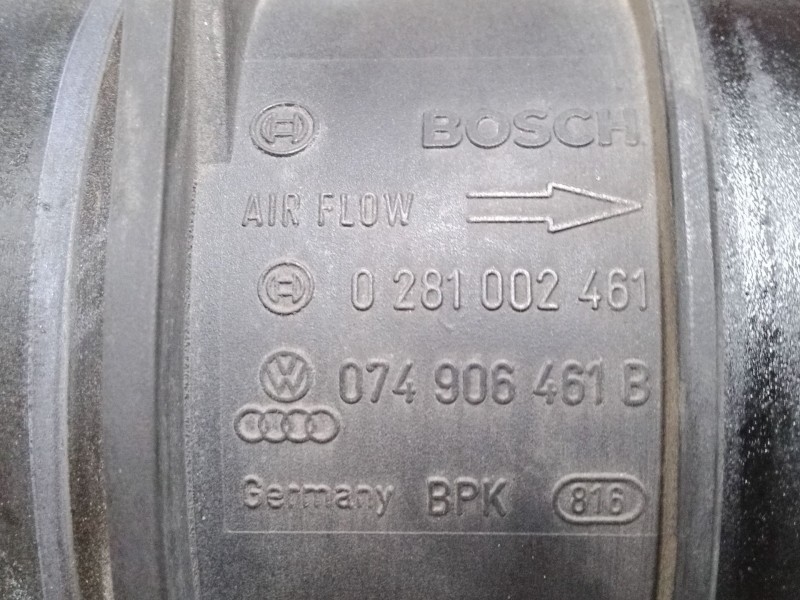 BOSCH
AIR FLOW
0 281 002 461
074 906 461 B
Germany BPK 816